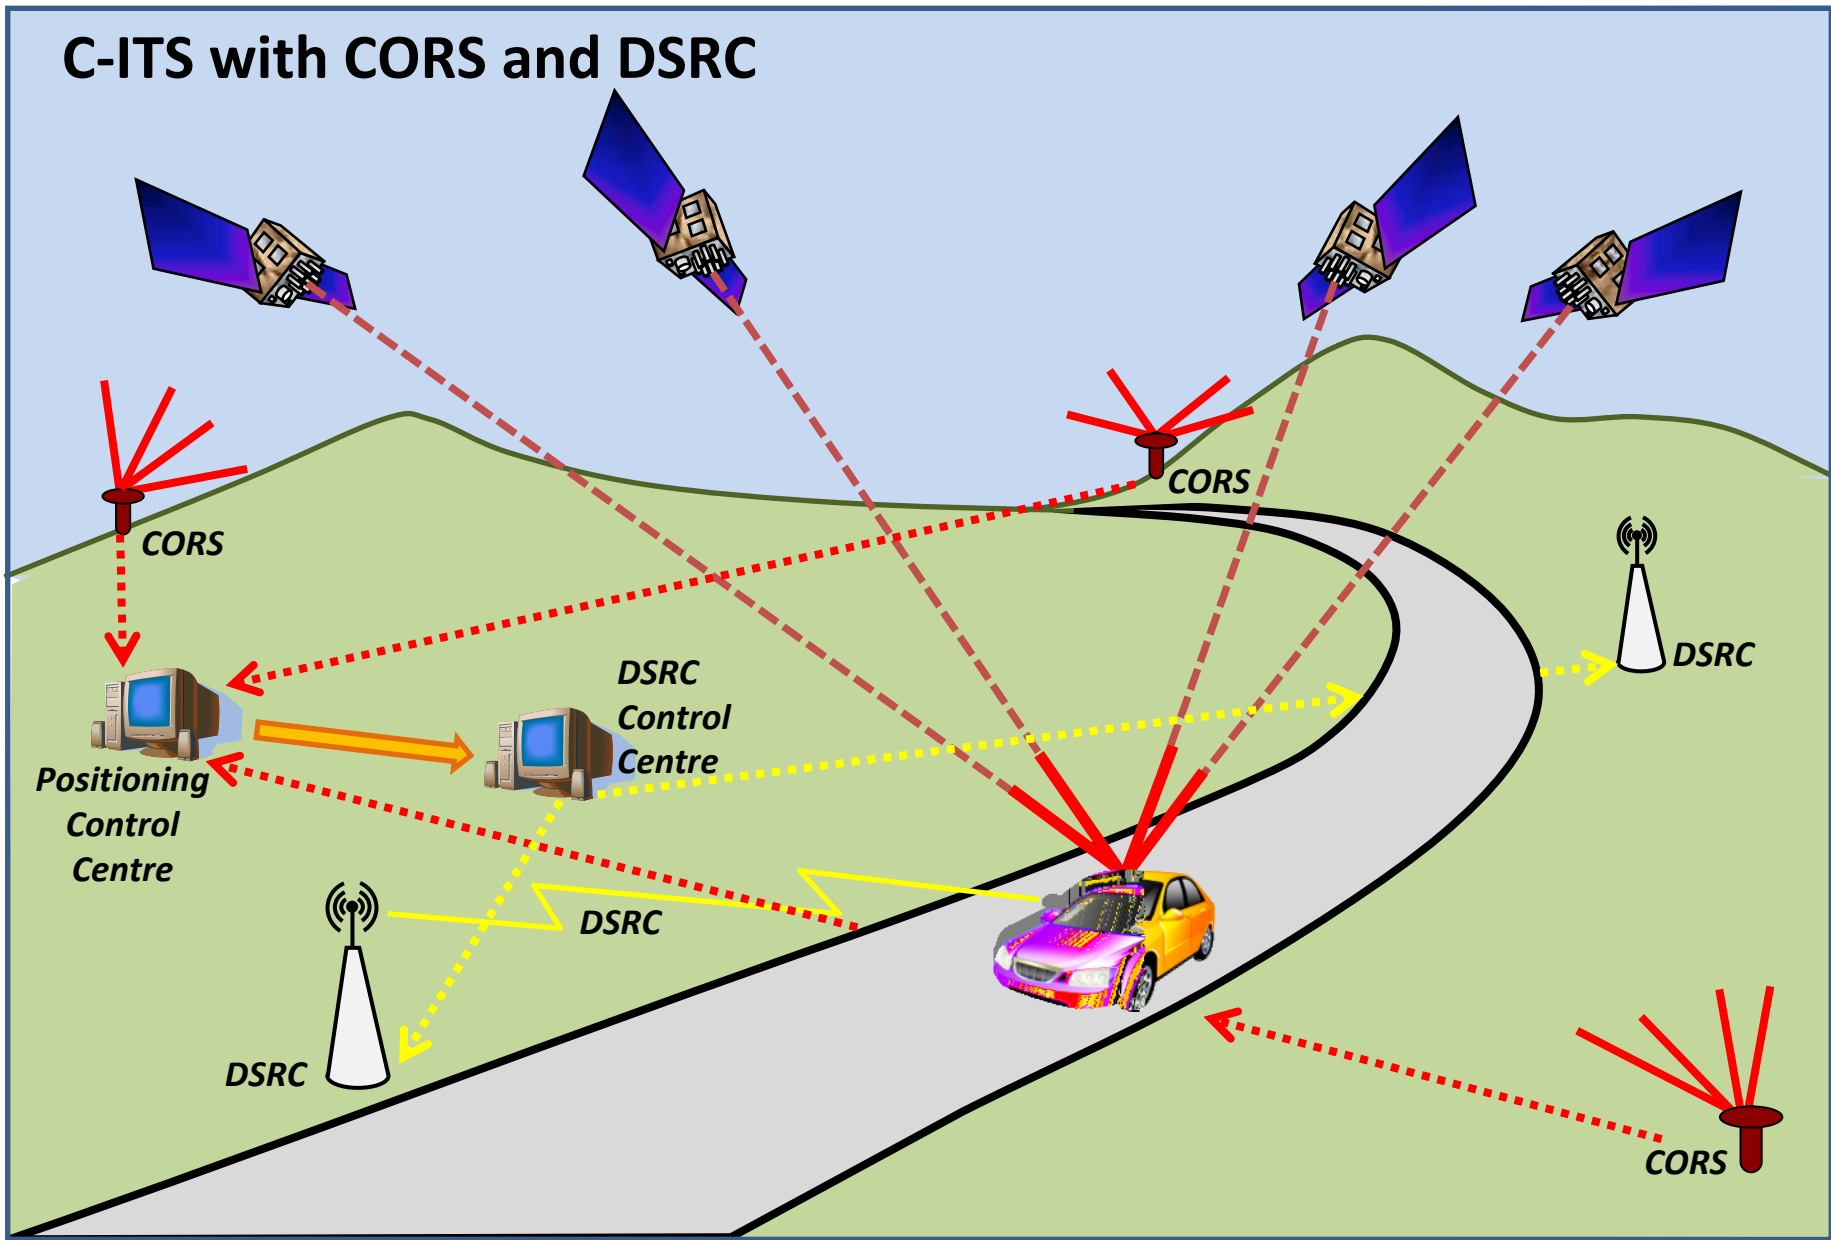 C-ITS with CORS and DSRC
CORS
CORS
DSRC
DSRC
Control
Centre
Positioning
Control
Centre
DSRC
DSRC
CORS